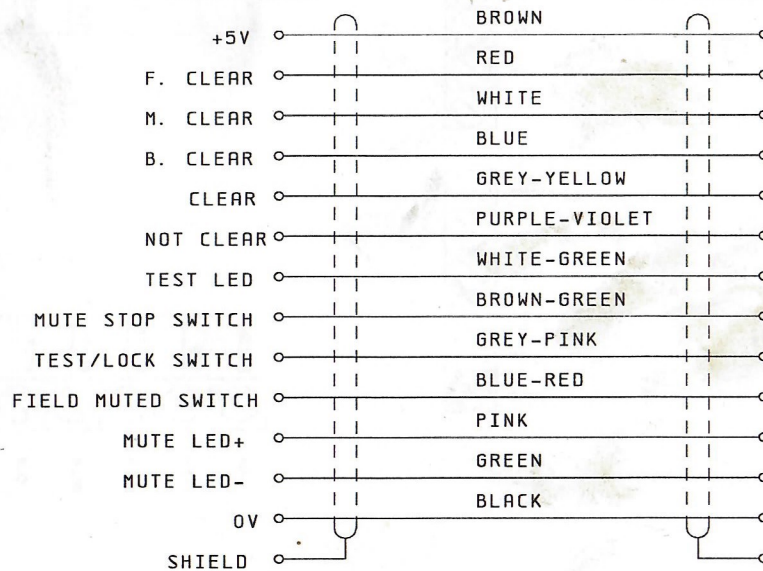 BROWN
+5V
RED
F. CLEAR
WHITE
M. CLEAR
BLUE
B. CLEAR
GREY-YELLOW
CLEAR
PURPLE-VIOLET
NOT CLEAR
WHITE-GREEN
TEST LED
BROWN-GREEN
MUTE STOP SWITCH
GREY-PINK
TEST/LOCK SWITCH
BLUE-RED
FIELD MUTED SWITCH
PINK
MUTE LED+
GREEN
MUTE LED-
BLACK
0V
SHIELD